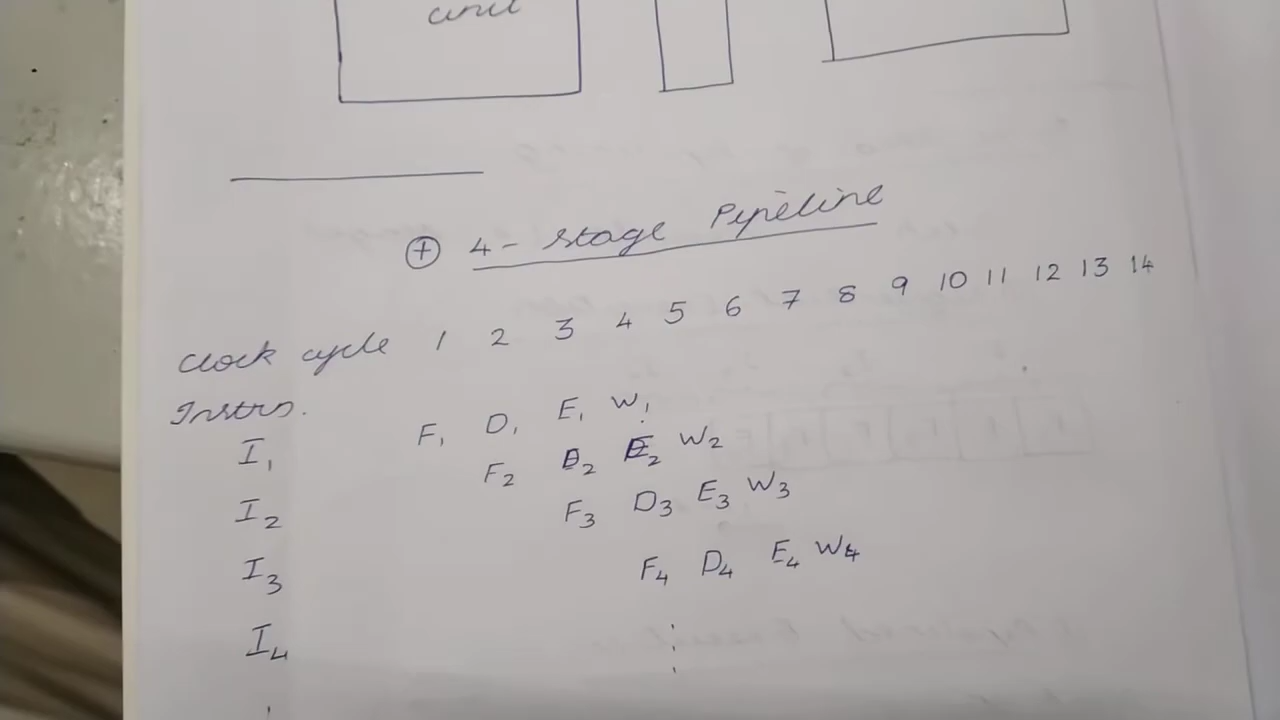 unit
⊕ 4- Stage Pipeline
Clock cycle 1 2 3 4 5 6 7 8 9 10 11 12 13 14
Instrn.
I1 F1 D1 E1 W1
I2 F2 D2 E2 W2
I3 F3 D3 E3 W3
I4 F4 D4 E4 W4